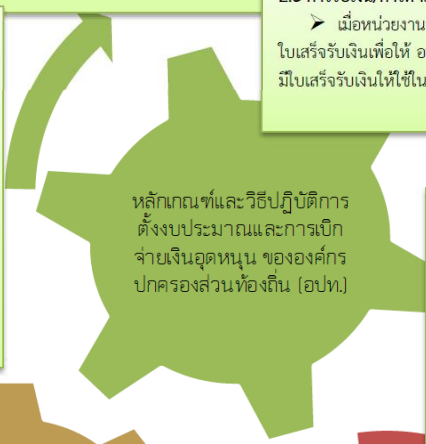 ➤ เมื่อหน่วยงาน
ใบเสร็จรับเงินเพื่อให้ อ
มีใบเสร็จรับเงินให้ใช้ใน
หลักเกณฑ์และวิธีปฏิบัติการ
ตั้งงบประมาณและการเบิก
จ่ายเงินอุดหนุน ขององค์กร
ปกครองส่วนท้องถิ่น (อปท.)